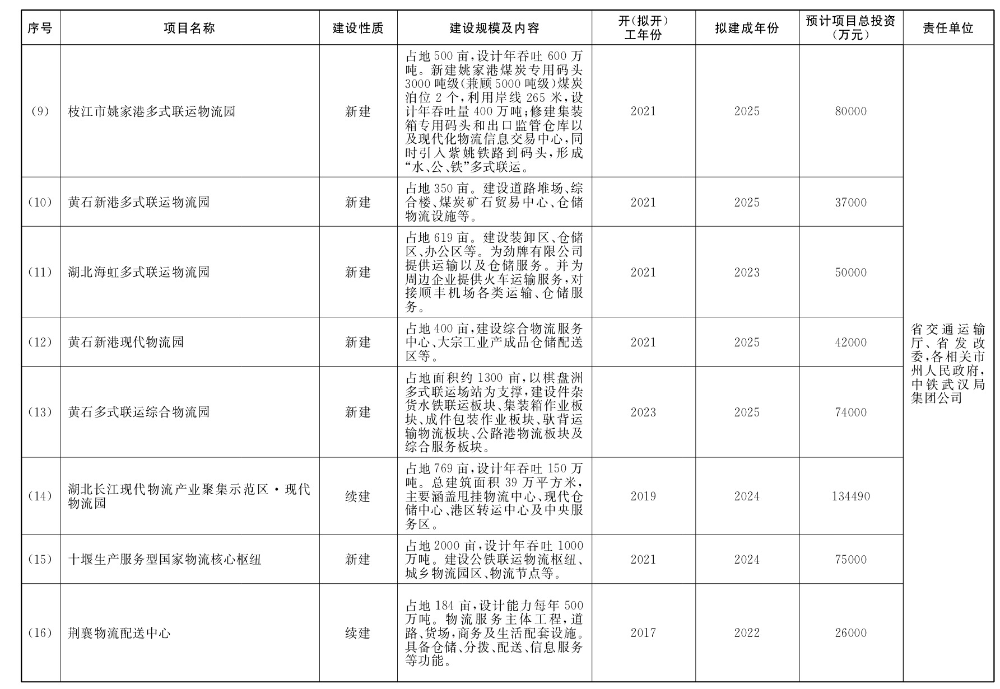 序号 项目名称 建设性质 建设规模及内容 开(拟开)工年份 拟建成年份 预计项目总投资(万元) 责任单位
(9) 枝江市姚家港多式联运物流园 新建
占地500亩,设计年吞吐600万
吨。新建姚家港煤炭专用码头
3000吨级(兼顾5000吨级)煤炭
泊位2个,利用岸线265米,设
计年吞吐量400万吨;修建集装
箱专用码头和出口监管仓库以
及现代化物流信息交易中心,同
时引入紫姚铁路到码头,形成
“水、公、铁”多式联运。
2021 2025 80000
(10) 黄石新港多式联运物流园 新建
占地350亩。建设道路堆场、综
合楼、煤炭矿石贸易中心、仓储
物流设施等。
2021 2025 37000
(11) 湖北海虹多式联运物流园 新建
占地619亩。建设装卸区、仓储
区、办公区等。为劲牌有限公司
提供运输以及仓储服务。并为
周边企业提供火车运输服务,对
接顺丰机场各类运输、仓储服
务。
2021 2023 50000
(12) 黄石新港现代物流园 新建
占地400亩,建设综合物流服务
中心、大宗工业产成品仓储配送
区等。
2021 2025 42000
(13) 黄石多式联运综合物流园 新建
占地面积约1300亩,以棋盘洲
多式联运场站为支撑,建设件杂
货水铁联运板块、集装箱作业板
块、成件包装作业板块、驮背运
输物流板块、公路港物流板块及
综合服务板块。
2023 2025 74000
(14) 湖北长江现代物流产业聚集示范区·现代
物流园
续建
占地769亩,设计年吞吐150万
吨。总建筑面积39万平方米,
主要涵盖甩挂物流中心、现代仓
储中心、港区转运中心及中央服
务区。
2019 2024 134490
(15) 十堰生产服务型国家物流核心枢纽 新建
占地2000亩,设计年吞吐1000
万吨。建设公铁联运物流枢纽、
城乡物流园区、物流节点等。
2021 2024 75000
(16) 荆襄物流配送中心 续建
占地184亩,设计能力每年500
万吨。物流服务主体工程,道
路、货场,商务及生活配套设施。
具备仓储、分拨、配送、信息服务
等功能。
2017 2022 26000
省交通运输
厅、省发改
委,各相关市
州人民政府,
中铁武汉局
集团公司